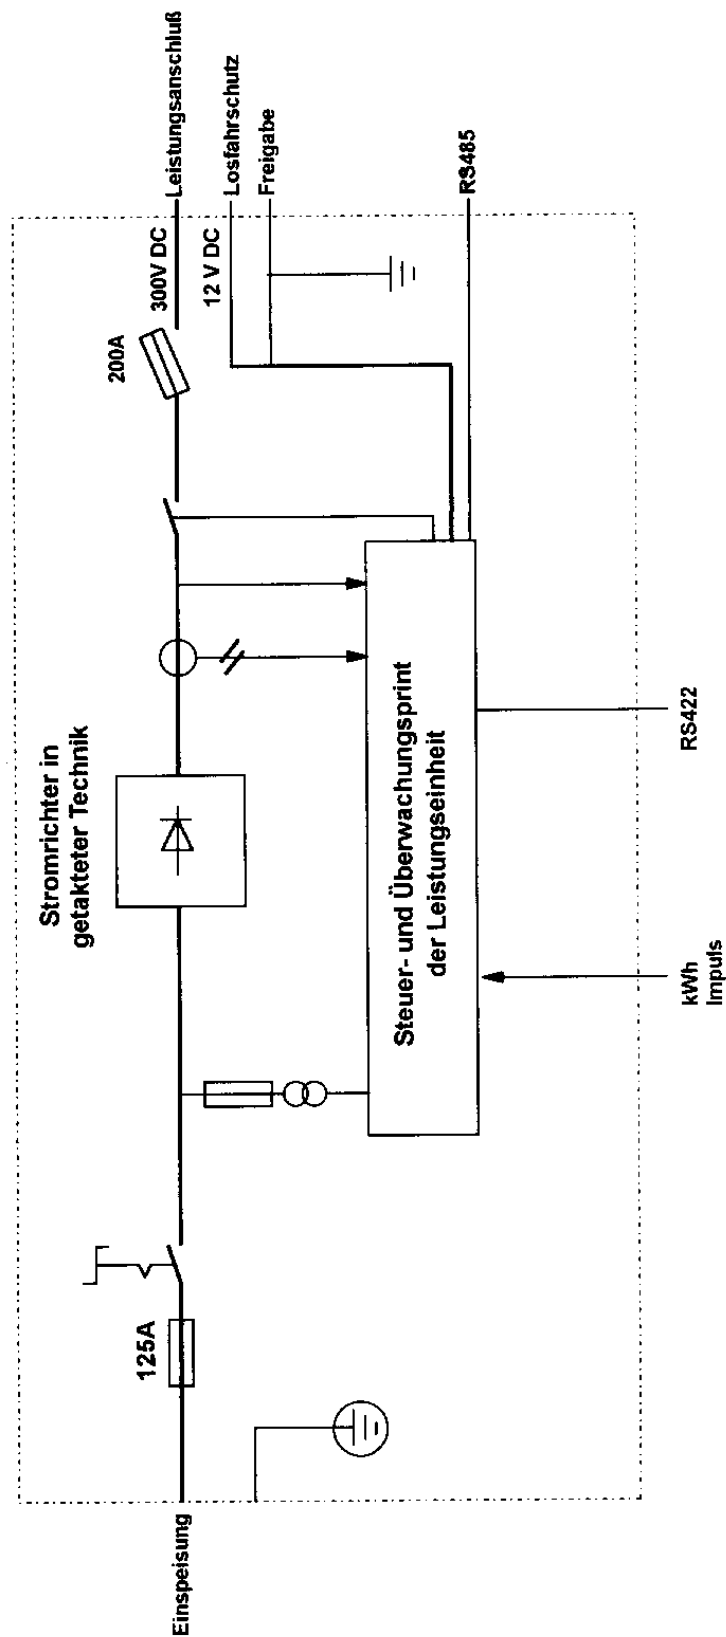 Einspeisung
125A
Stromrichter in
getakteter Technik
200A
300V DC
Leistungsanschluß
12 V DC
Losfahrschutz
Freigabe
RS485
Steuer- und Überwachungsprint
der Leistungseinheit
kWh
Impuls
RS422